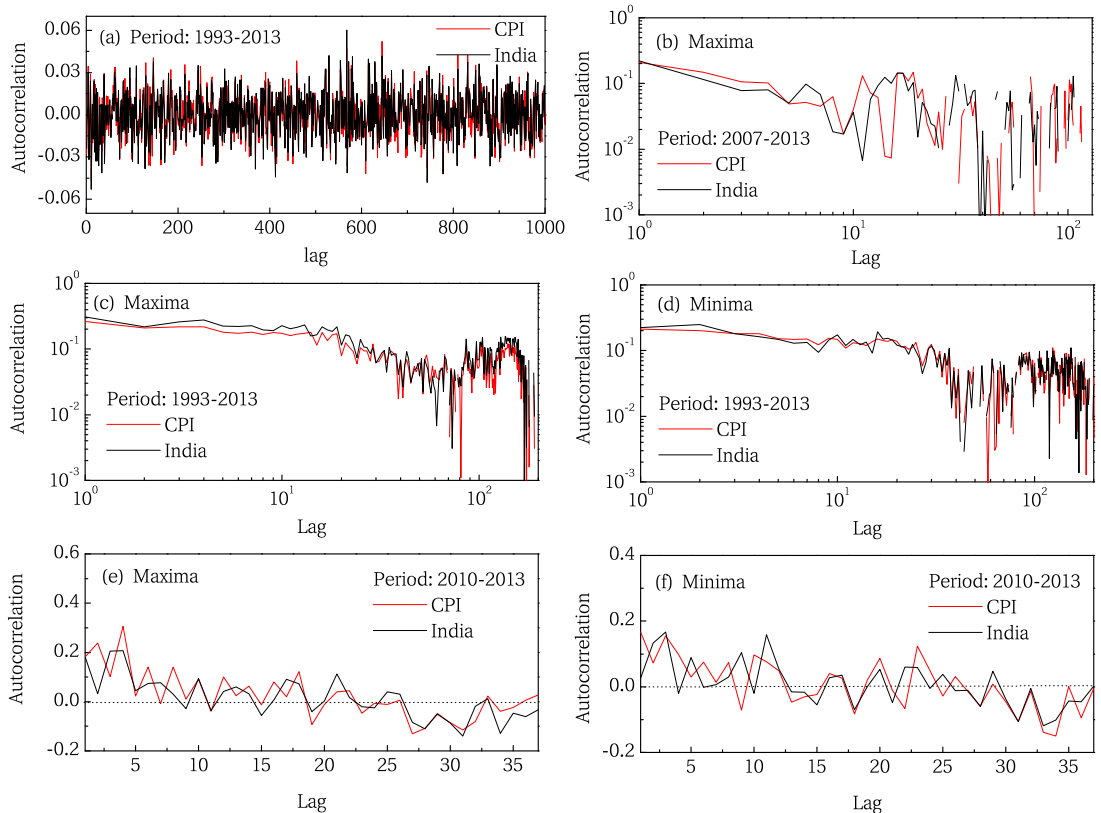 (a) Period: 1993-2013
CPI
India
Autocorrelation
0.06
0.03
0.00
-0.03
-0.06
0 200 400 600 800 1000
lag
(b) Maxima
Autocorrelation
10^0
10^-1
10^-2
10^-3
Period: 2007-2013
CPI
India
10^0 10^1 10^2
Lag
(c) Maxima
Autocorrelation
10^0
10^-1
10^-2
10^-3
Period: 1993-2013
CPI
India
10^0 10^1 10^2
Lag
(d) Minima
Autocorrelation
10^0
10^-1
10^-2
10^-3
Period: 1993-2013
CPI
India
10^0 10^1 10^2
Lag
(e) Maxima
Period: 2010-2013
CPI
India
Autocorrelation
0.6
0.4
0.2
0.0
-0.2
5 10 15 20 25 30 35
Lag
(f) Minima
Period: 2010-2013
CPI
India
Autocorrelation
0.4
0.2
0.0
-0.2
5 10 15 20 25 30 35
Lag